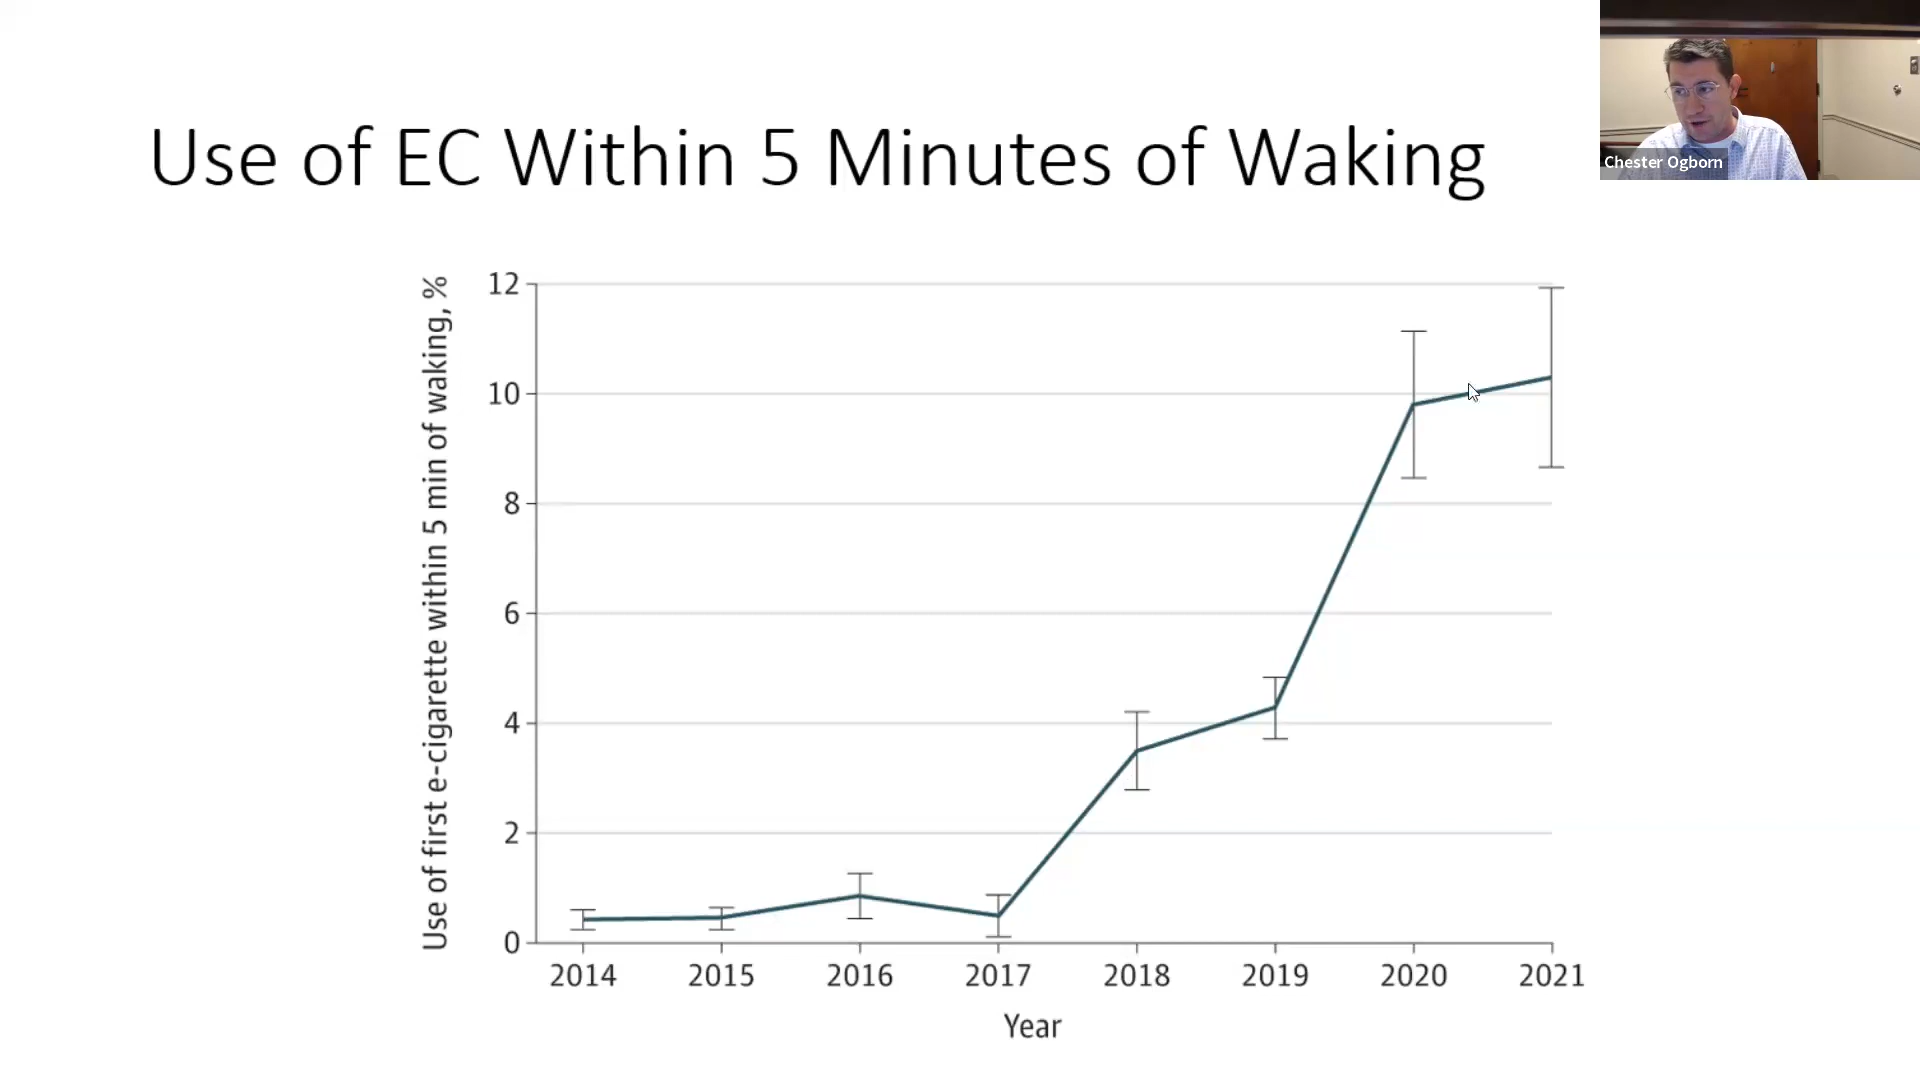 Use of EC Within 5 Minutes of Waking
Chester Ogborn
Use of first e-cigarette within 5 min of waking, %
12
10
8
6
4
2
0
2014 2015 2016 2017 2018 2019 2020 2021
Year